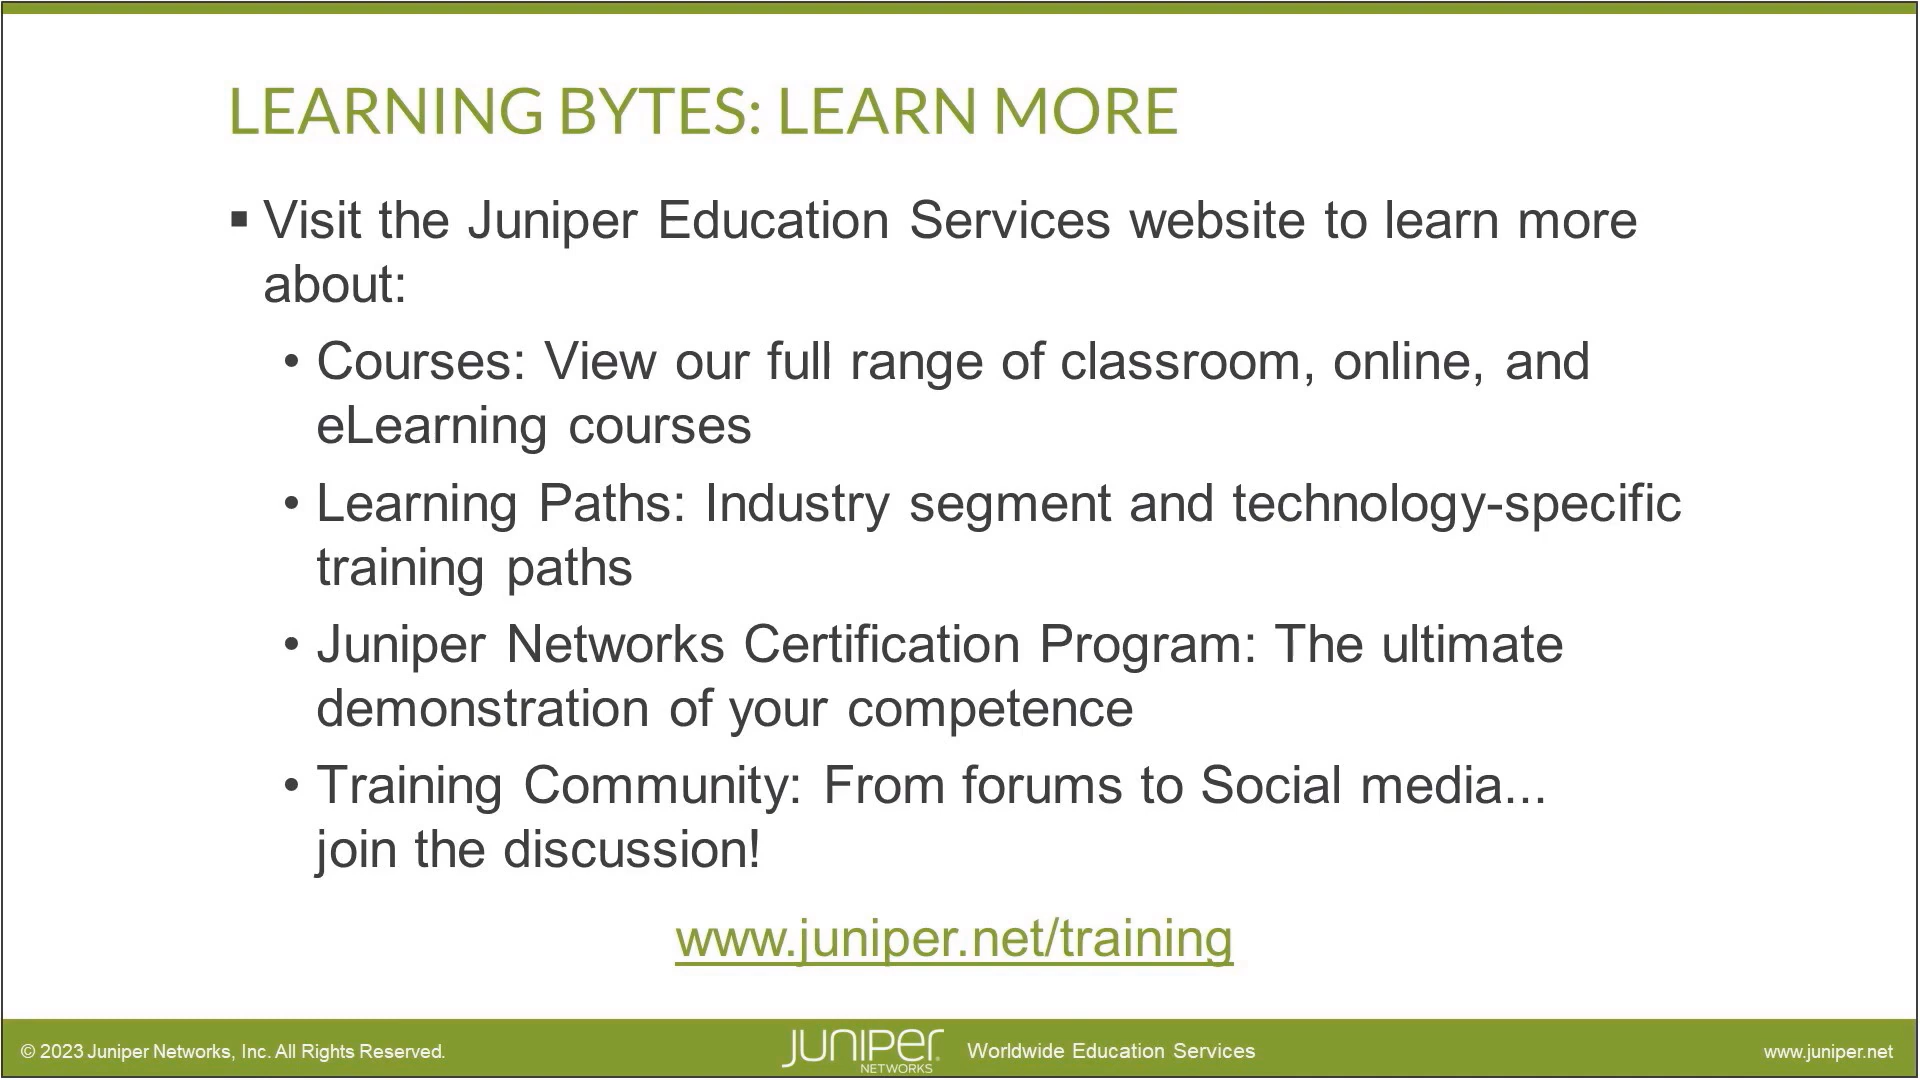 LEARNING BYTES: LEARN MORE
▪ Visit the Juniper Education Services website to learn more
about:
• Courses: View our full range of classroom, online, and
eLearning courses
• Learning Paths: Industry segment and technology-specific
training paths
• Juniper Networks Certification Program: The ultimate
demonstration of your competence
• Training Community: From forums to Social media...
join the discussion!
www.juniper.net/training
© 2023 Juniper Networks, Inc. All Rights Reserved.
JUNIPER
NETWORKS
Worldwide Education Services
www.juniper.net